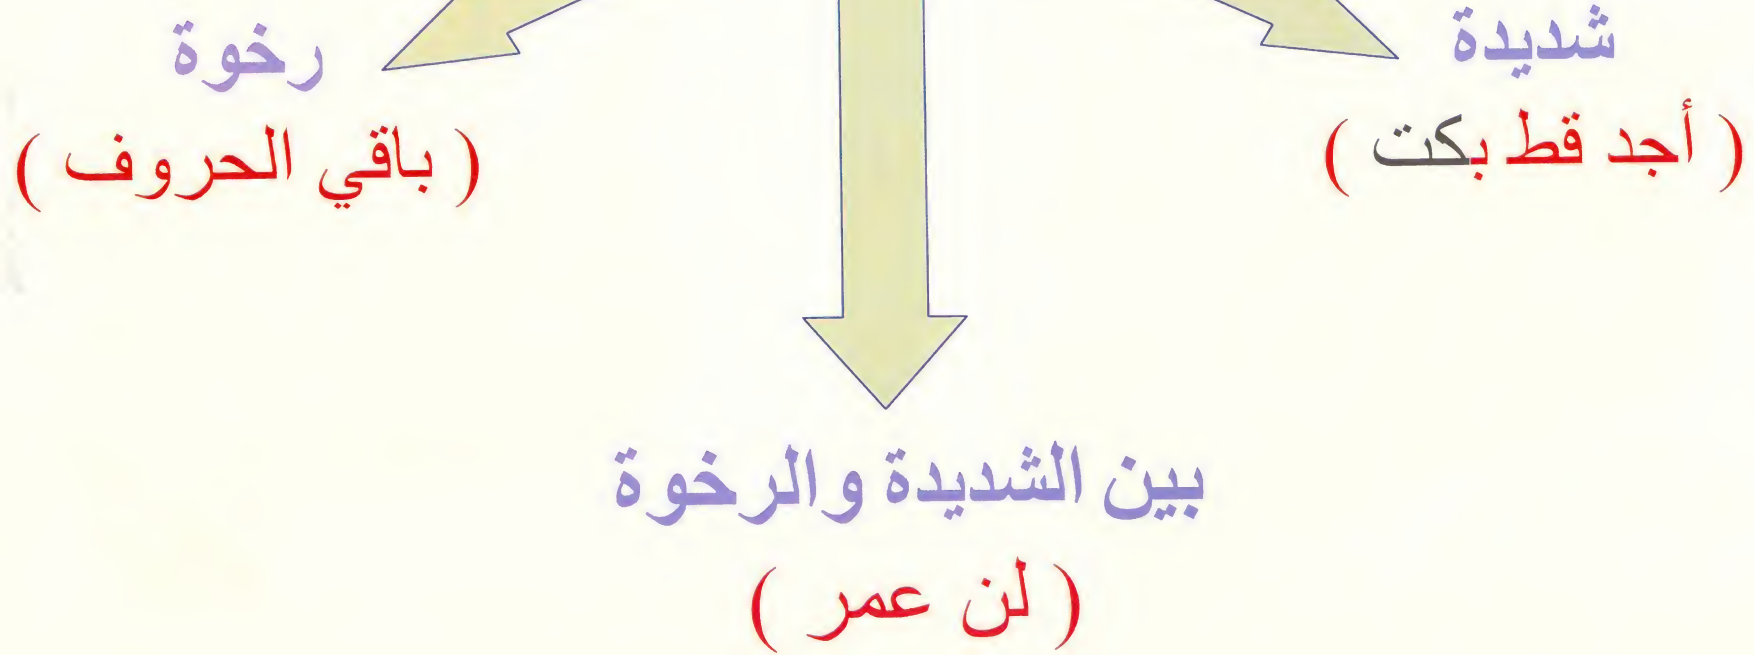 شديدة
( أجد قط بكت )
رخوة
( باقي الحروف )
بين الشديدة والرخوة
( لن عمر )